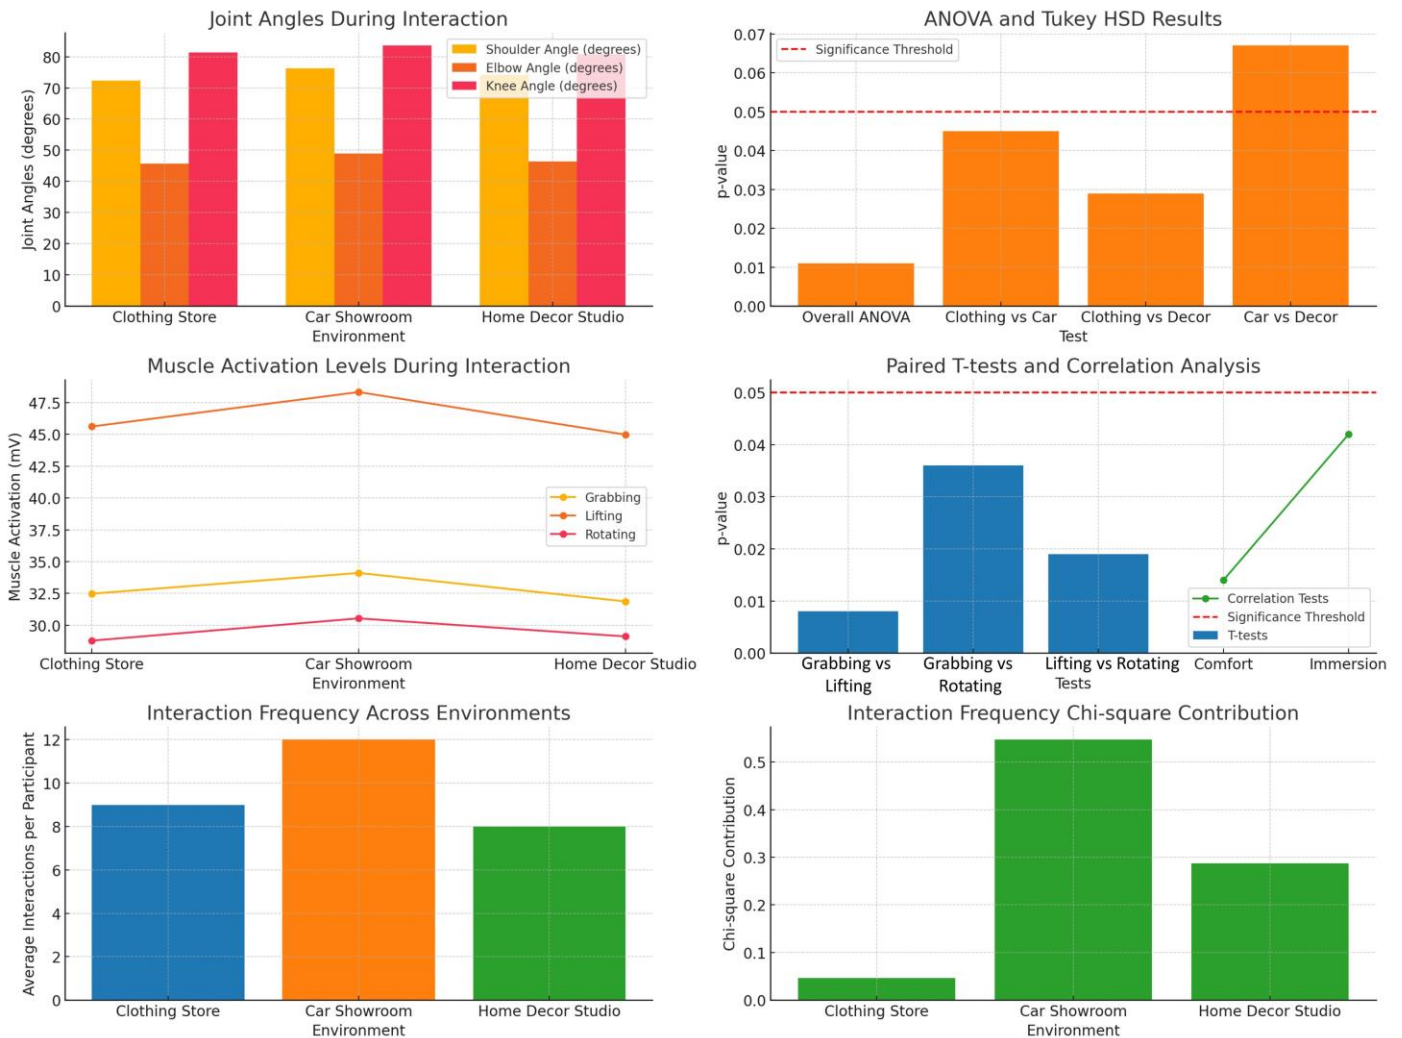 Joint Angles During Interaction
Joint Angles (degrees)
80
70
60
50
40
30
20
10
0
Shoulder Angle (degrees)
Elbow Angle (degrees)
Knee Angle (degrees)
Clothing Store
Car Showroom
Home Decor Studio
Environment
ANOVA and Tukey HSD Results
p-value
0.07
0.06
0.05
0.04
0.03
0.02
0.01
0.00
Significance Threshold
Overall ANOVA
Clothing vs Car
Clothing vs Decor
Car vs Decor
Test
Muscle Activation Levels During Interaction
Muscle Activation (mV)
47.5
45.0
42.5
40.0
37.5
35.0
32.5
30.0
Grabbing
Lifting
Rotating
Clothing Store
Car Showroom
Home Decor Studio
Environment
Paired T-tests and Correlation Analysis
p-value
0.05
0.04
0.03
0.02
0.01
0.00
Correlation Tests
Significance Threshold
T-tests
Grabbing vs
Lifting
Grabbing vs
Rotating
Lifting vs Rotating
Comfort
Immersion
Tests
Interaction Frequency Across Environments
Average Interactions per Participant
12
10
8
6
4
2
0
Clothing Store
Car Showroom
Home Decor Studio
Environment
Interaction Frequency Chi-square Contribution
Chi-square Contribution
0.5
0.4
0.3
0.2
0.1
0.0
Clothing Store
Car Showroom
Home Decor Studio
Environment